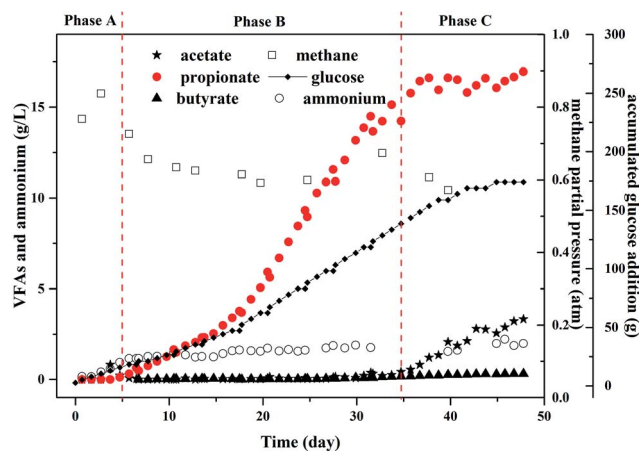 Phase A Phase B Phase C
acetate methane
propionate glucose
butyrate ammonium
VFAs and ammonium (g/L)
15
10
5
0
0 10 20 30 40 50
Time (day)
1.0
0.8
0.6
0.4
0.2
0.0
methane partial pressure (atm)
300
250
200
150
100
50
0
accumulated glucose addition (g)